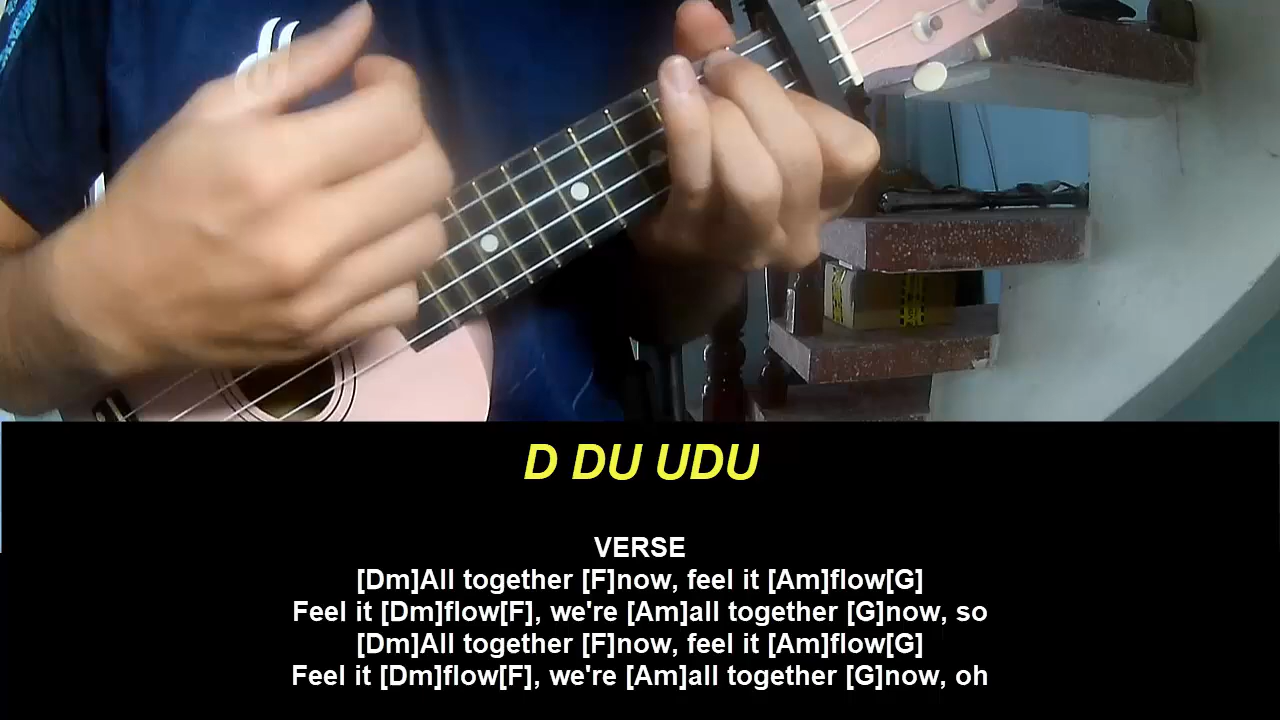 D DU UDU
VERSE
[Dm]All together [F]now, feel it [Am]flow[G]
Feel it [Dm]flow[F], we're [Am]all together [G]now, so
[Dm]All together [F]now, feel it [Am]flow[G]
Feel it [Dm]flow[F], we're [Am]all together [G]now, oh